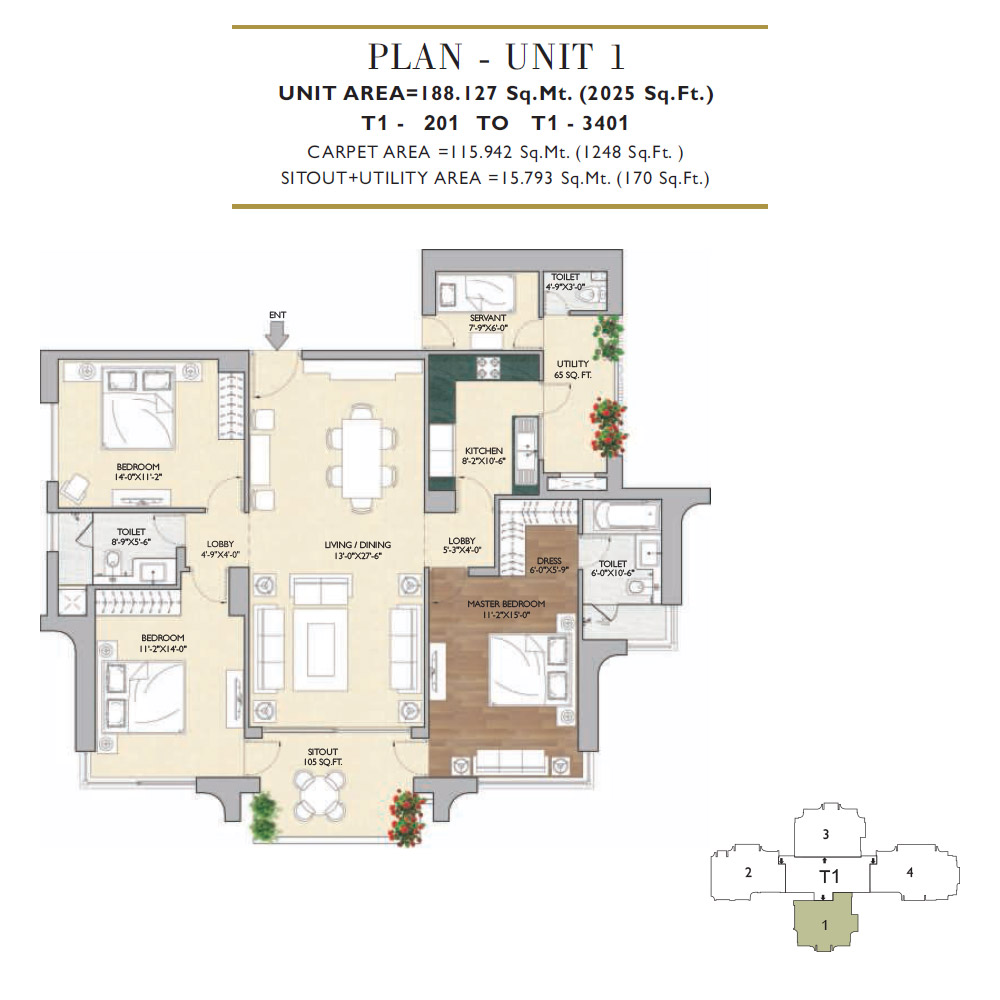 PLAN - UNIT 1
UNIT AREA=188.127 Sq.Mt. (2025 Sq.Ft.)
T1 - 201 TO T1 - 3401
CARPET AREA =115.942 Sq.Mt. (1248 Sq.Ft. )
SITOUT+UTILITY AREA =15.793 Sq.Mt. (170 Sq.Ft.)
TOILET
4'-9"X3'-0"
SERVANT
7'-9"X6'-0"
ENT
UTILITY
65 SQ. FT.
KITCHEN
8'-2"X10'-6"
BEDROOM
14'-0"X11'-2"
TOILET
8'-9"X5'-6"
LOBBY
4'-9"X4'-0"
LIVING / DINING
13'-0"X27'-6"
LOBBY
5'-3"X4'-0"
DRESS
6'-0"X5'-9"
TOILET
6'-0"X10'-6"
MASTER BEDROOM
11'-2"X15'-0"
BEDROOM
11'-2"X14'-0"
SITOUT
105 SQ.FT.
3
2
T1
4
1